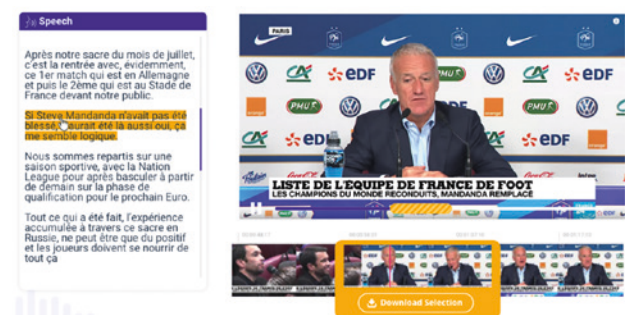 Speech
Après notre sacre du mois de juillet,
c'est la rentrée avec, évidemment,
ce 1er match qui est en Allemagne
et puis le 2ème qui est au Stade de
France devant notre public.
Si Steve Mandanda n'avait pas été
blessé, aurait été là aussi oui, ça
me semble logique.
Nous sommes repartis sur une
saison sportive, avec la Nation
League pour après basculer à partir
de demain sur la phase de
qualification pour le prochain Euro.
Tout ce qui a été fait, l'expérience
accumulée à travers ce sacre en
Russie, ne peut être que du positif
et les joueurs doivent se nourrir de
tout ça
PARIS
FFF
CA
eDF
PMU
orange
CA
eDF
PMU
orange
LISTE DE L'EQUIPE DE FRANCE DE FOOT
LES CHAMPIONS DU MONDE RECONDUITS, MANDANDA REMPLACÉ
Download Selection